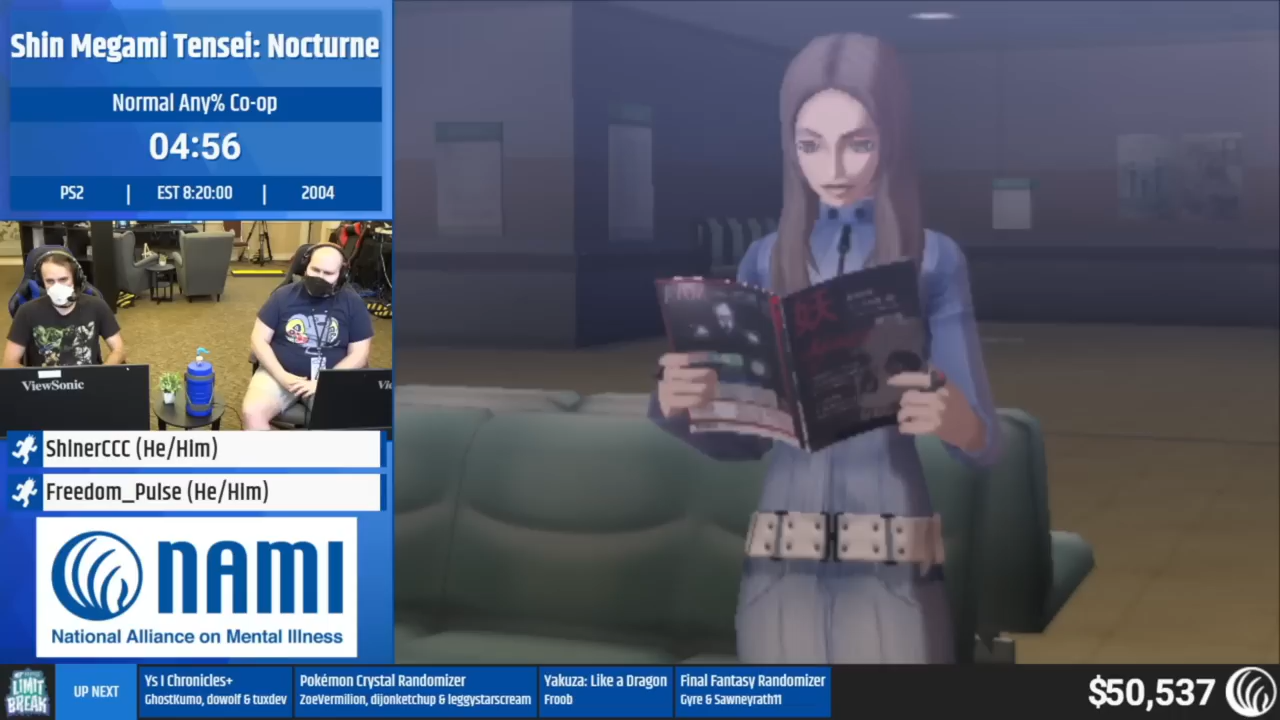 Shin Megami Tensei: Nocturne
Normal Any% Co-op
04:56
PS2 | EST 8:20:00 | 2004
ViewSonic
Vi
ShinerCCC (He/Him)
Freedom_Pulse (He/Him)
NAMI
National Alliance on Mental Illness
妖
LIMIT
BREAK
UP NEXT
Ys I Chronicles+
GhostKumo, dowolf & tuxdev
Pokémon Crystal Randomizer
ZoeVermilion, dijonketchup & leggystarscream
Yakuza: Like a Dragon
Froob
Final Fantasy Randomizer
Gyre & Sawneyrath11
$50,537